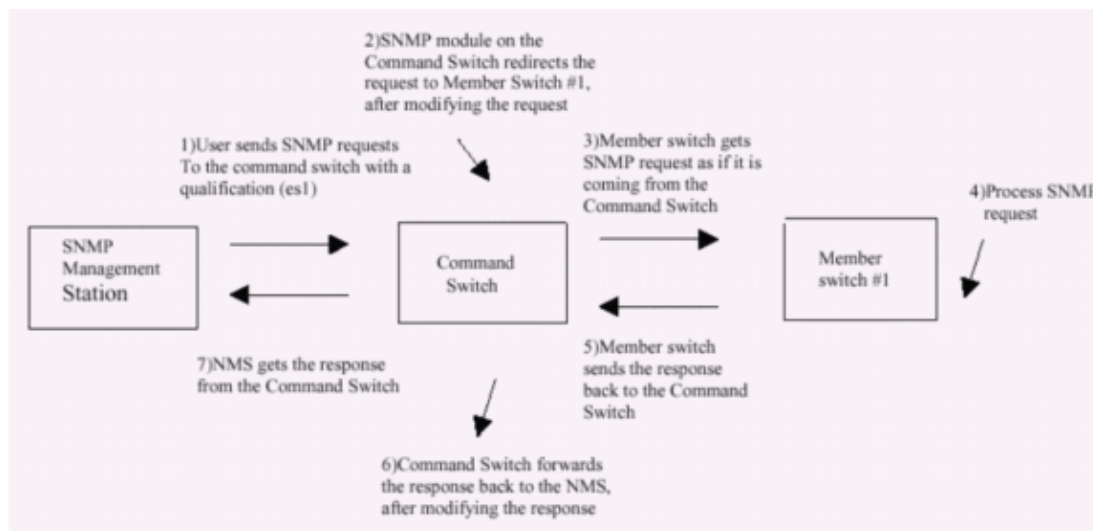 2)SNMP module on the
Command Switch redirects the
request to Member Switch #1,
after modifying the request
1)User sends SNMP requests
To the command switch with a
qualification (es1)
3)Member switch gets
SNMP request as if it is
coming from the
Command Switch
4)Process SNMP
request
SNMP
Management
Station
Command
Switch
Member
switch #1
7)NMS gets the response
from the Command Switch
5)Member switch
sends the response
back to the Command
Switch
6)Command Switch forwards
the response back to the NMS,
after modifying the response